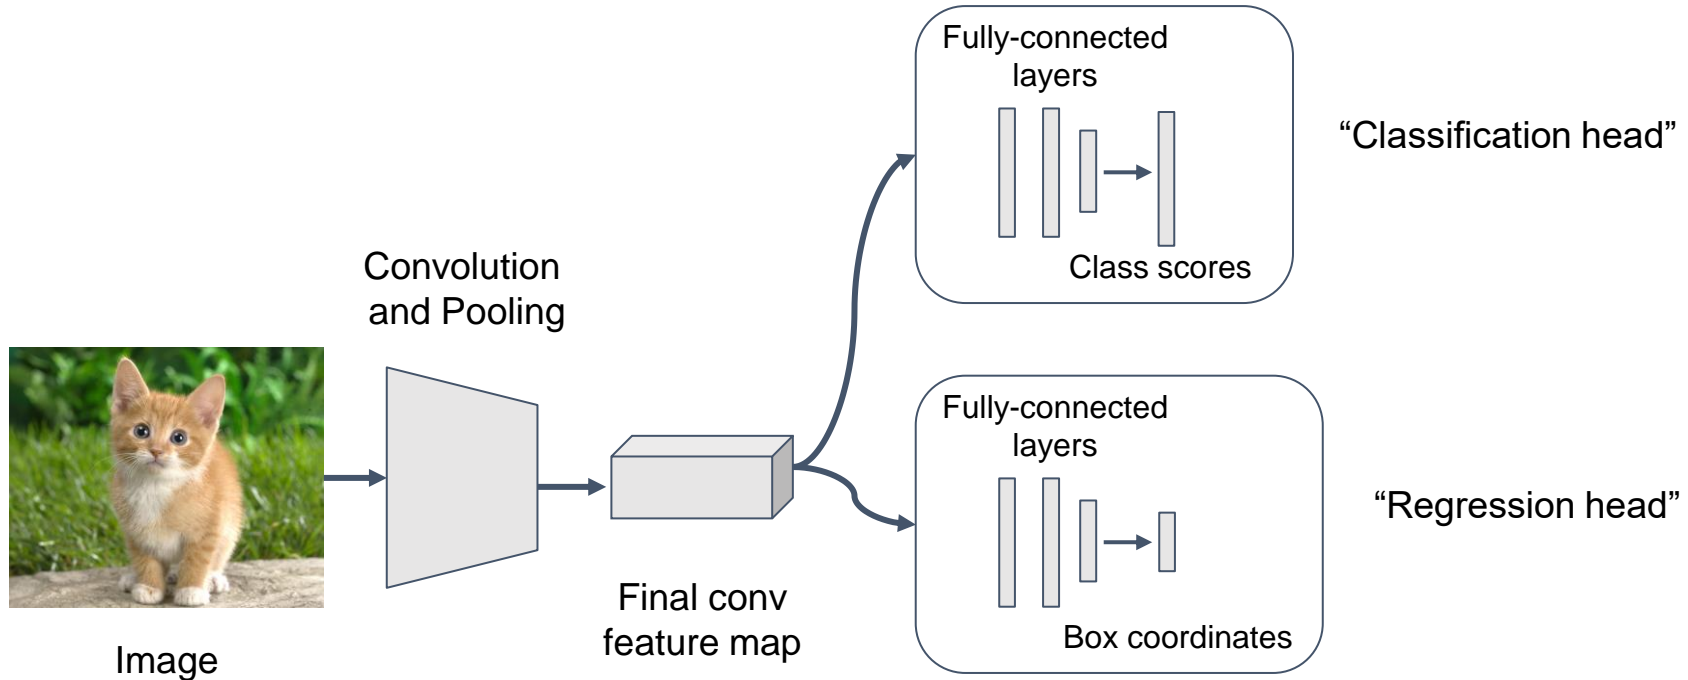 Fully-connected
layers
Class scores
“Classification head”
Convolution
and Pooling
Image
Final conv
feature map
Fully-connected
layers
Box coordinates
“Regression head”